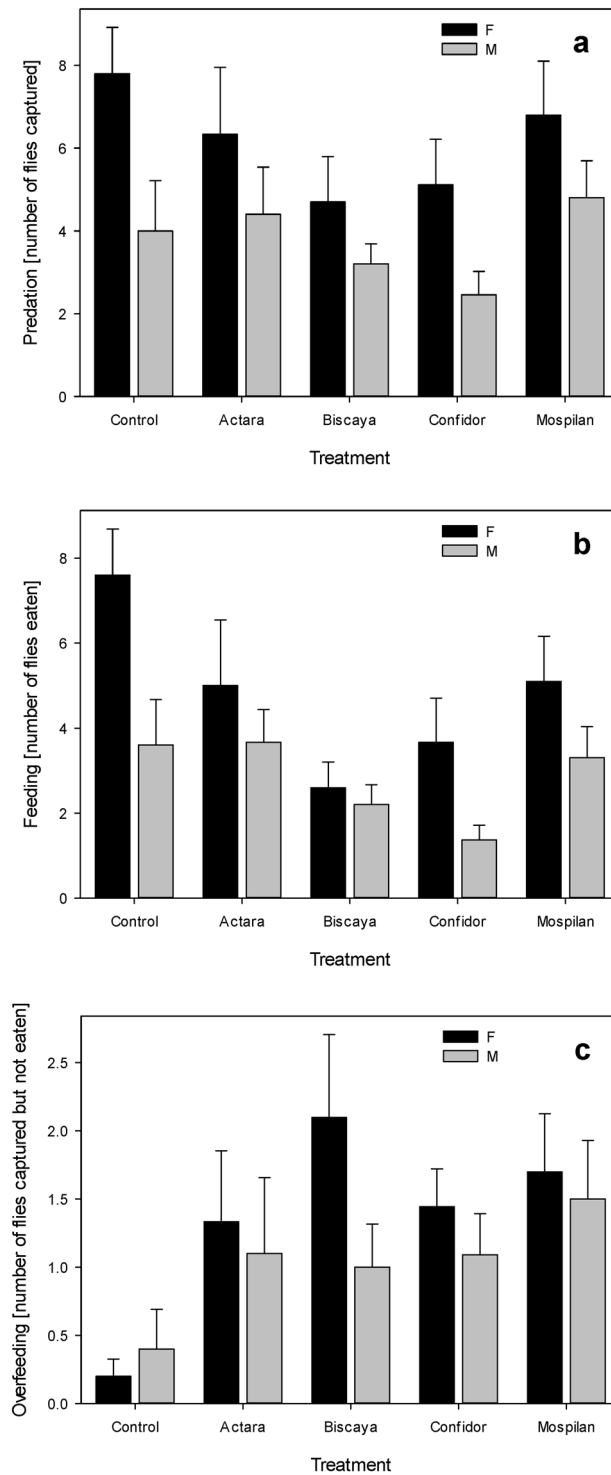 a
F
M
8
6
4
2
0
Predation [number of flies captured]
Control Actara Biscaya Confidor Mospilan
Treatment
b
F
M
8
6
4
2
0
Feeding [number of flies eaten]
Control Actara Biscaya Confidor Mospilan
Treatment
c
F
M
2.5
2.0
1.5
1.0
0.5
0.0
Overfeeding [number of flies captured but not eaten]
Control Actara Biscaya Confidor Mospilan
Treatment